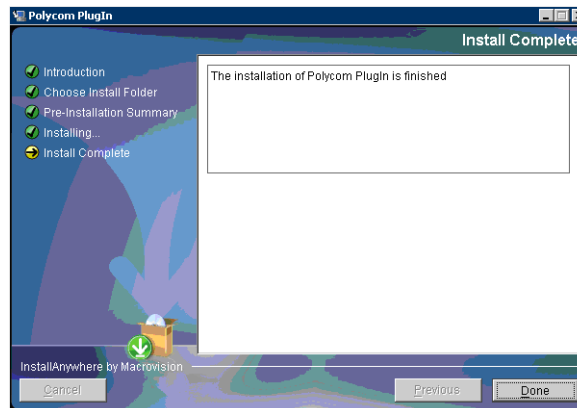 Polycom PlugIn
Install Complete
Introduction
Choose Install Folder
Pre-Installation Summary
Installing...
Install Complete
The installation of Polycom PlugIn is finished
InstallAnywhere by Macrovision
Cancel
Previous
Done